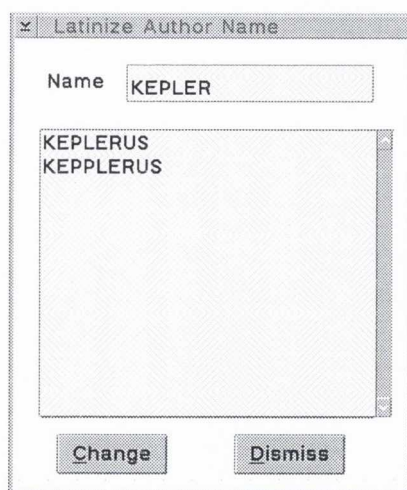 Latinize Author Name
Name KEPLER
KEPLERUS
KEPPLERUS
Change Dismiss